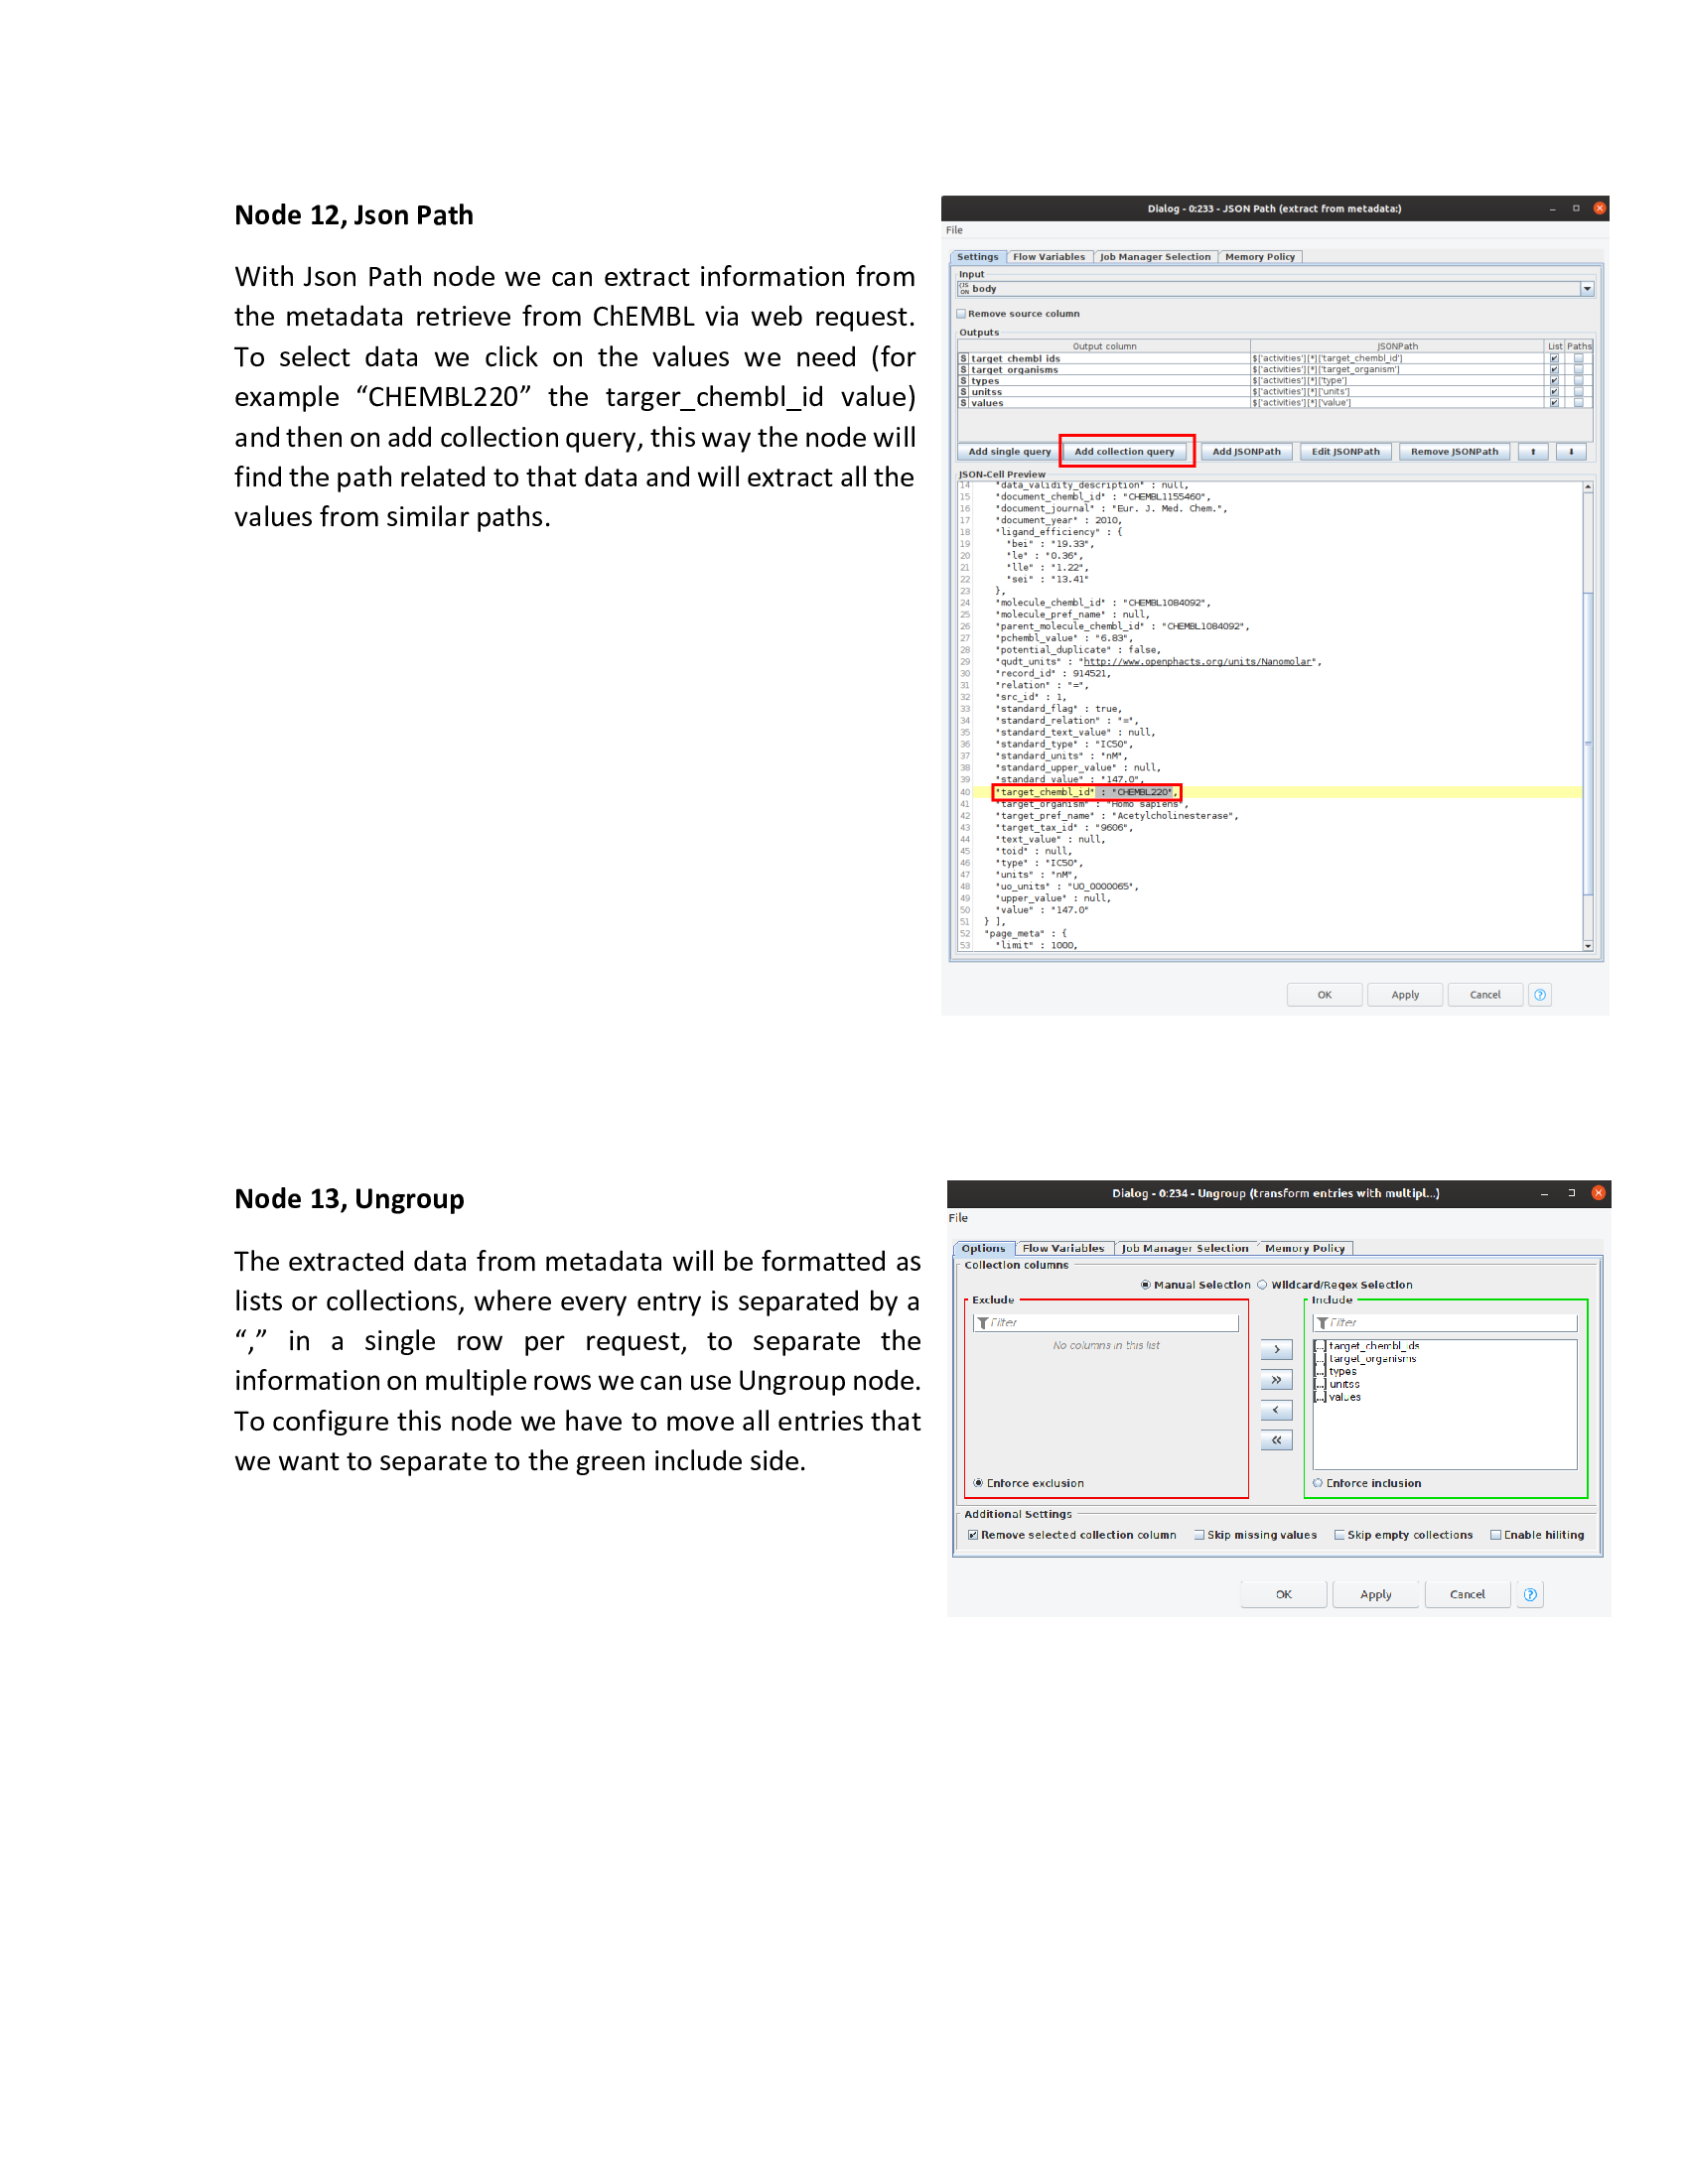 Node 12, Json Path
With Json Path node we can extract information from
the metadata retrieve from ChEMBL via web request.
To select data we click on the values we need (for
example “CHEMBL220” the targer_chembl_id value)
and then on add collection query, this way the node will
find the path related to that data and will extract all the
values from similar paths.
Dialog - 0:233 - JSON Path (extract from metadata:)
File
Settings Flow Variables Job Manager Selection Memory Policy
Input
body
Remove source column
Outputs
Output column JSONPath List Paths
S target_chembl_ids $['activities'][*]['target_chembl_id']
S target_organisms $['activities'][*]['target_organism']
S types $['activities'][*]['type']
S unitss $['activities'][*]['units']
S values $['activities'][*]['value']
Add single query Add collection query Add JSONPath Edit JSONPath Remove JSONPath
JSON-Cell Preview
14 "data_validity_description" : null,
15 "document_chembl_id" : "CHEMBL1155460",
16 "document_journal" : "Eur. J. Med. Chem.",
17 "document_year" : 2010,
18 "ligand_efficiency" : {
19 "bei" : "19.33",
20 "le" : "0.36",
21 "lle" : "1.22",
22 "sei" : "13.41"
23 },
24 "molecule_chembl_id" : "CHEMBL1084092",
25 "molecule_pref_name" : null,
26 "parent_molecule_chembl_id" : "CHEMBL1084092",
27 "pchembl_value" : "6.83",
28 "potential_duplicate" : false,
29 "qudt_units" : "http://www.openphacts.org/units/Nanomolar",
30 "record_id" : 914521,
31 "relation" : "=",
32 "src_id" : 1,
33 "standard_flag" : true,
34 "standard_relation" : "=",
35 "standard_text_value" : null,
36 "standard_type" : "IC50",
37 "standard_units" : "nM",
38 "standard_upper_value" : null,
39 "standard_value" : "147.0",
40 "target_chembl_id" : "CHEMBL220",
41 "target_organism" : "Homo sapiens",
42 "target_pref_name" : "Acetylcholinesterase",
43 "target_tax_id" : "9606",
44 "text_value" : null,
45 "toid" : null,
46 "type" : "IC50",
47 "units" : "nM",
48 "uo_units" : "UO_0000065",
49 "upper_value" : null,
50 "value" : "147.0"
51 } ],
52 "page_meta" : {
53 "limit" : 1000,
OK Apply Cancel ?
Node 13, Ungroup
The extracted data from metadata will be formatted as
lists or collections, where every entry is separated by a
“,” in a single row per request, to separate the
information on multiple rows we can use Ungroup node.
To configure this node we have to move all entries that
we want to separate to the green include side.
Dialog - 0:234 - Ungroup (transform entries with multipl...)
File
Options Flow Variables Job Manager Selection Memory Policy
Collection columns
Manual Selection Wildcard/Regex Selection
Exclude
Filter
No columns in this list
Enforce exclusion
> 
>>
<
<<
Include
Filter
[...] target_chembl_ids
[...] target_organisms
[...] types
[...] unitss
[...] values
Enforce inclusion
Additional Settings
Remove selected collection column Skip missing values Skip empty collections Enable hiliting
OK Apply Cancel ?